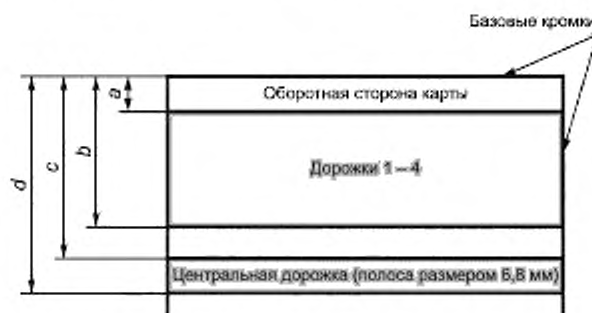 Базовые кромки
Оборотная сторона карты
a
b
c
d
Дорожки 1—4
Центральная дорожка (полоса размером 6,8 мм)